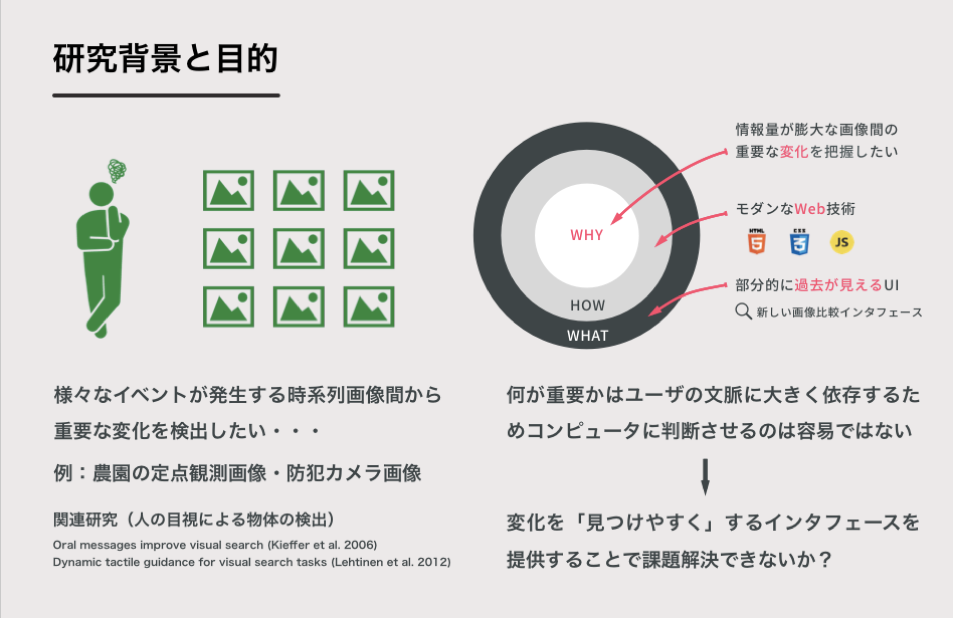 研究背景と目的
様々なイベントが発生する時系列画像間から
重要な変化を検出したい・・・
例：農園の定点観測画像・防犯カメラ画像
関連研究（人の目視による物体の検出）
Oral messages improve visual search (Kieffer et al. 2006)
Dynamic tactile guidance for visual search tasks (Lehtinen et al. 2012)
WHY
HOW
WHAT
情報量が膨大な画像間の
重要な変化を把握したい
モダンなWeb技術
HTML 5 CSS 3 JS
部分的に過去が見えるUI
新しい画像比較インタフェース
何が重要かはユーザの文脈に大きく依存するた
めコンピュータに判断させるのは容易ではない
変化を「見つけやすく」するインタフェースを
提供することで課題解決できないか？